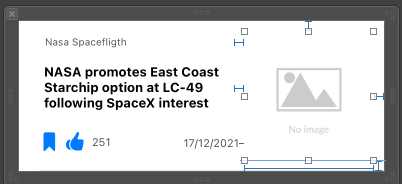 Nasa Spacefligth
NASA promotes East Coast
Starchip option at LC-49
following SpaceX interest
251
17/12/2021–
No image